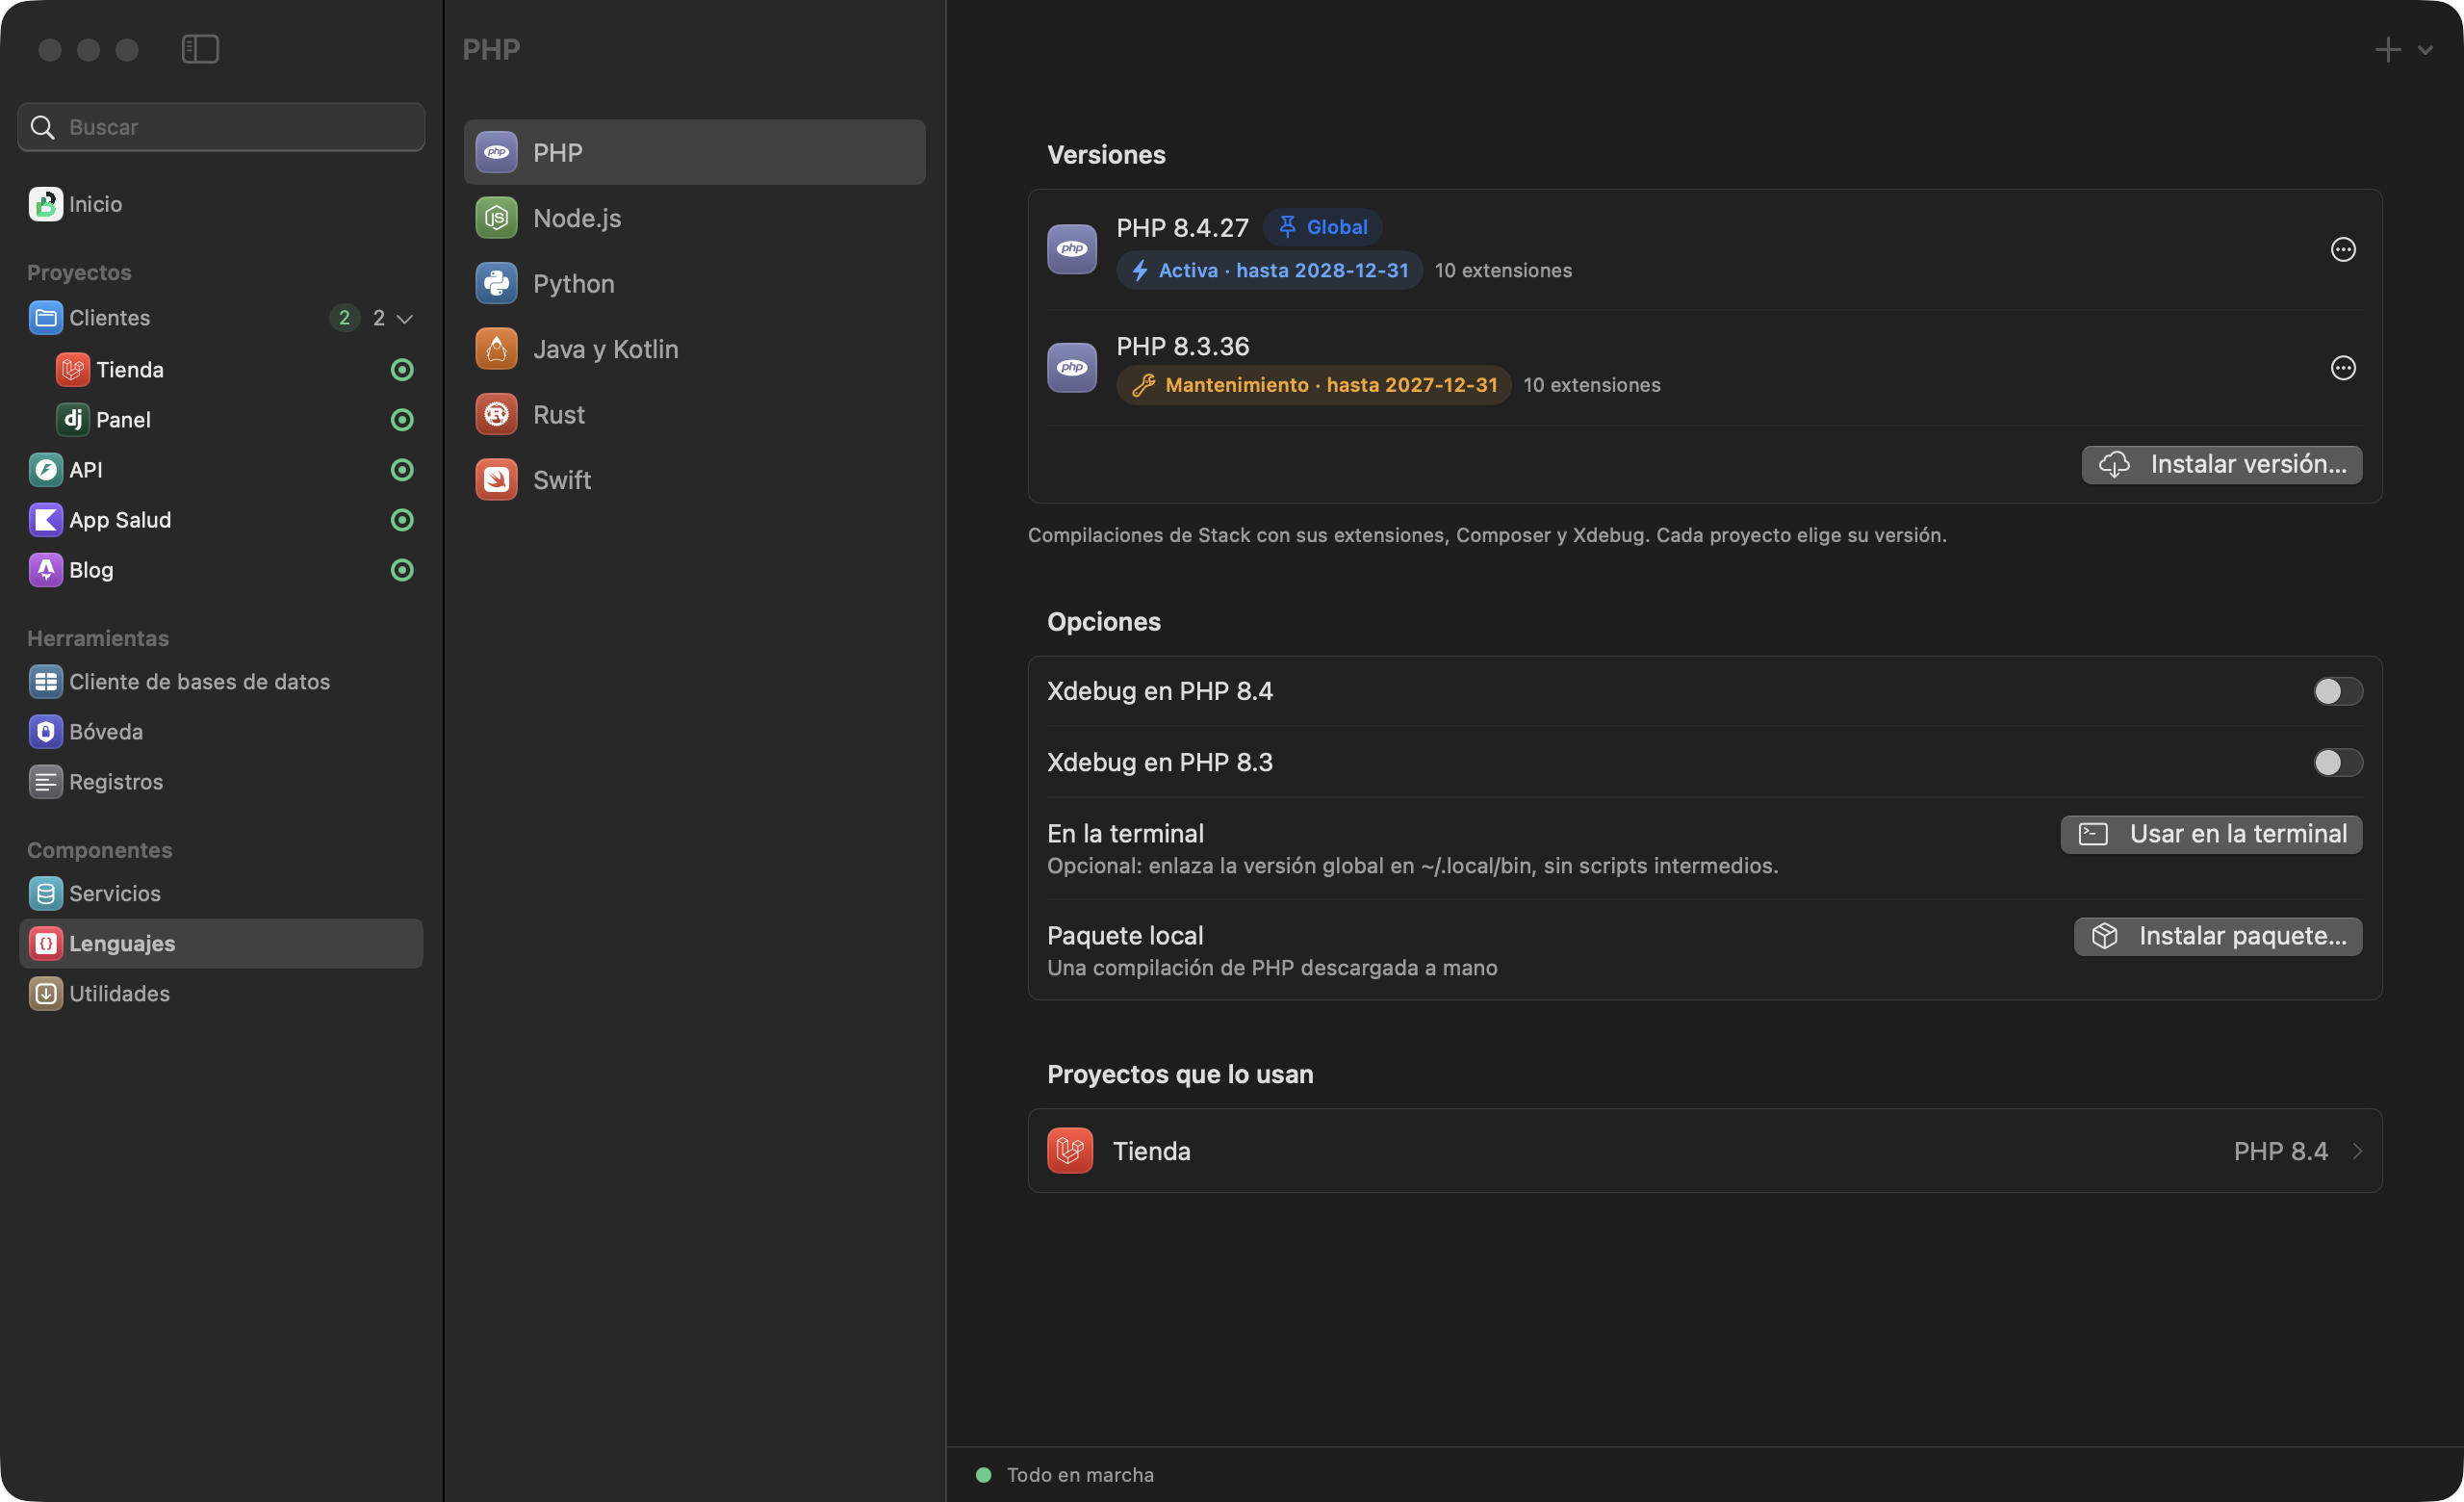 PHP
Buscar
Inicio
Proyectos
Clientes 2 2
Tienda
Panel
API
App Salud
Blog
Herramientas
Cliente de bases de datos
Bóveda
Registros
Componentes
Servicios
Lenguajes
Utilidades
php PHP
JS Node.js
Python
Java y Kotlin
Rust
Swift
Versiones
php PHP 8.4.27 Global
Activa · hasta 2028-12-31 10 extensiones
php PHP 8.3.36
Mantenimiento · hasta 2027-12-31 10 extensiones
Instalar versión...
Compilaciones de Stack con sus extensiones, Composer y Xdebug. Cada proyecto elige su versión.
Opciones
Xdebug en PHP 8.4
Xdebug en PHP 8.3
En la terminal
Usar en la terminal
Opcional: enlaza la versión global en ~/.local/bin, sin scripts intermedios.
Paquete local
Instalar paquete...
Una compilación de PHP descargada a mano
Proyectos que lo usan
Tienda PHP 8.4
Todo en marcha